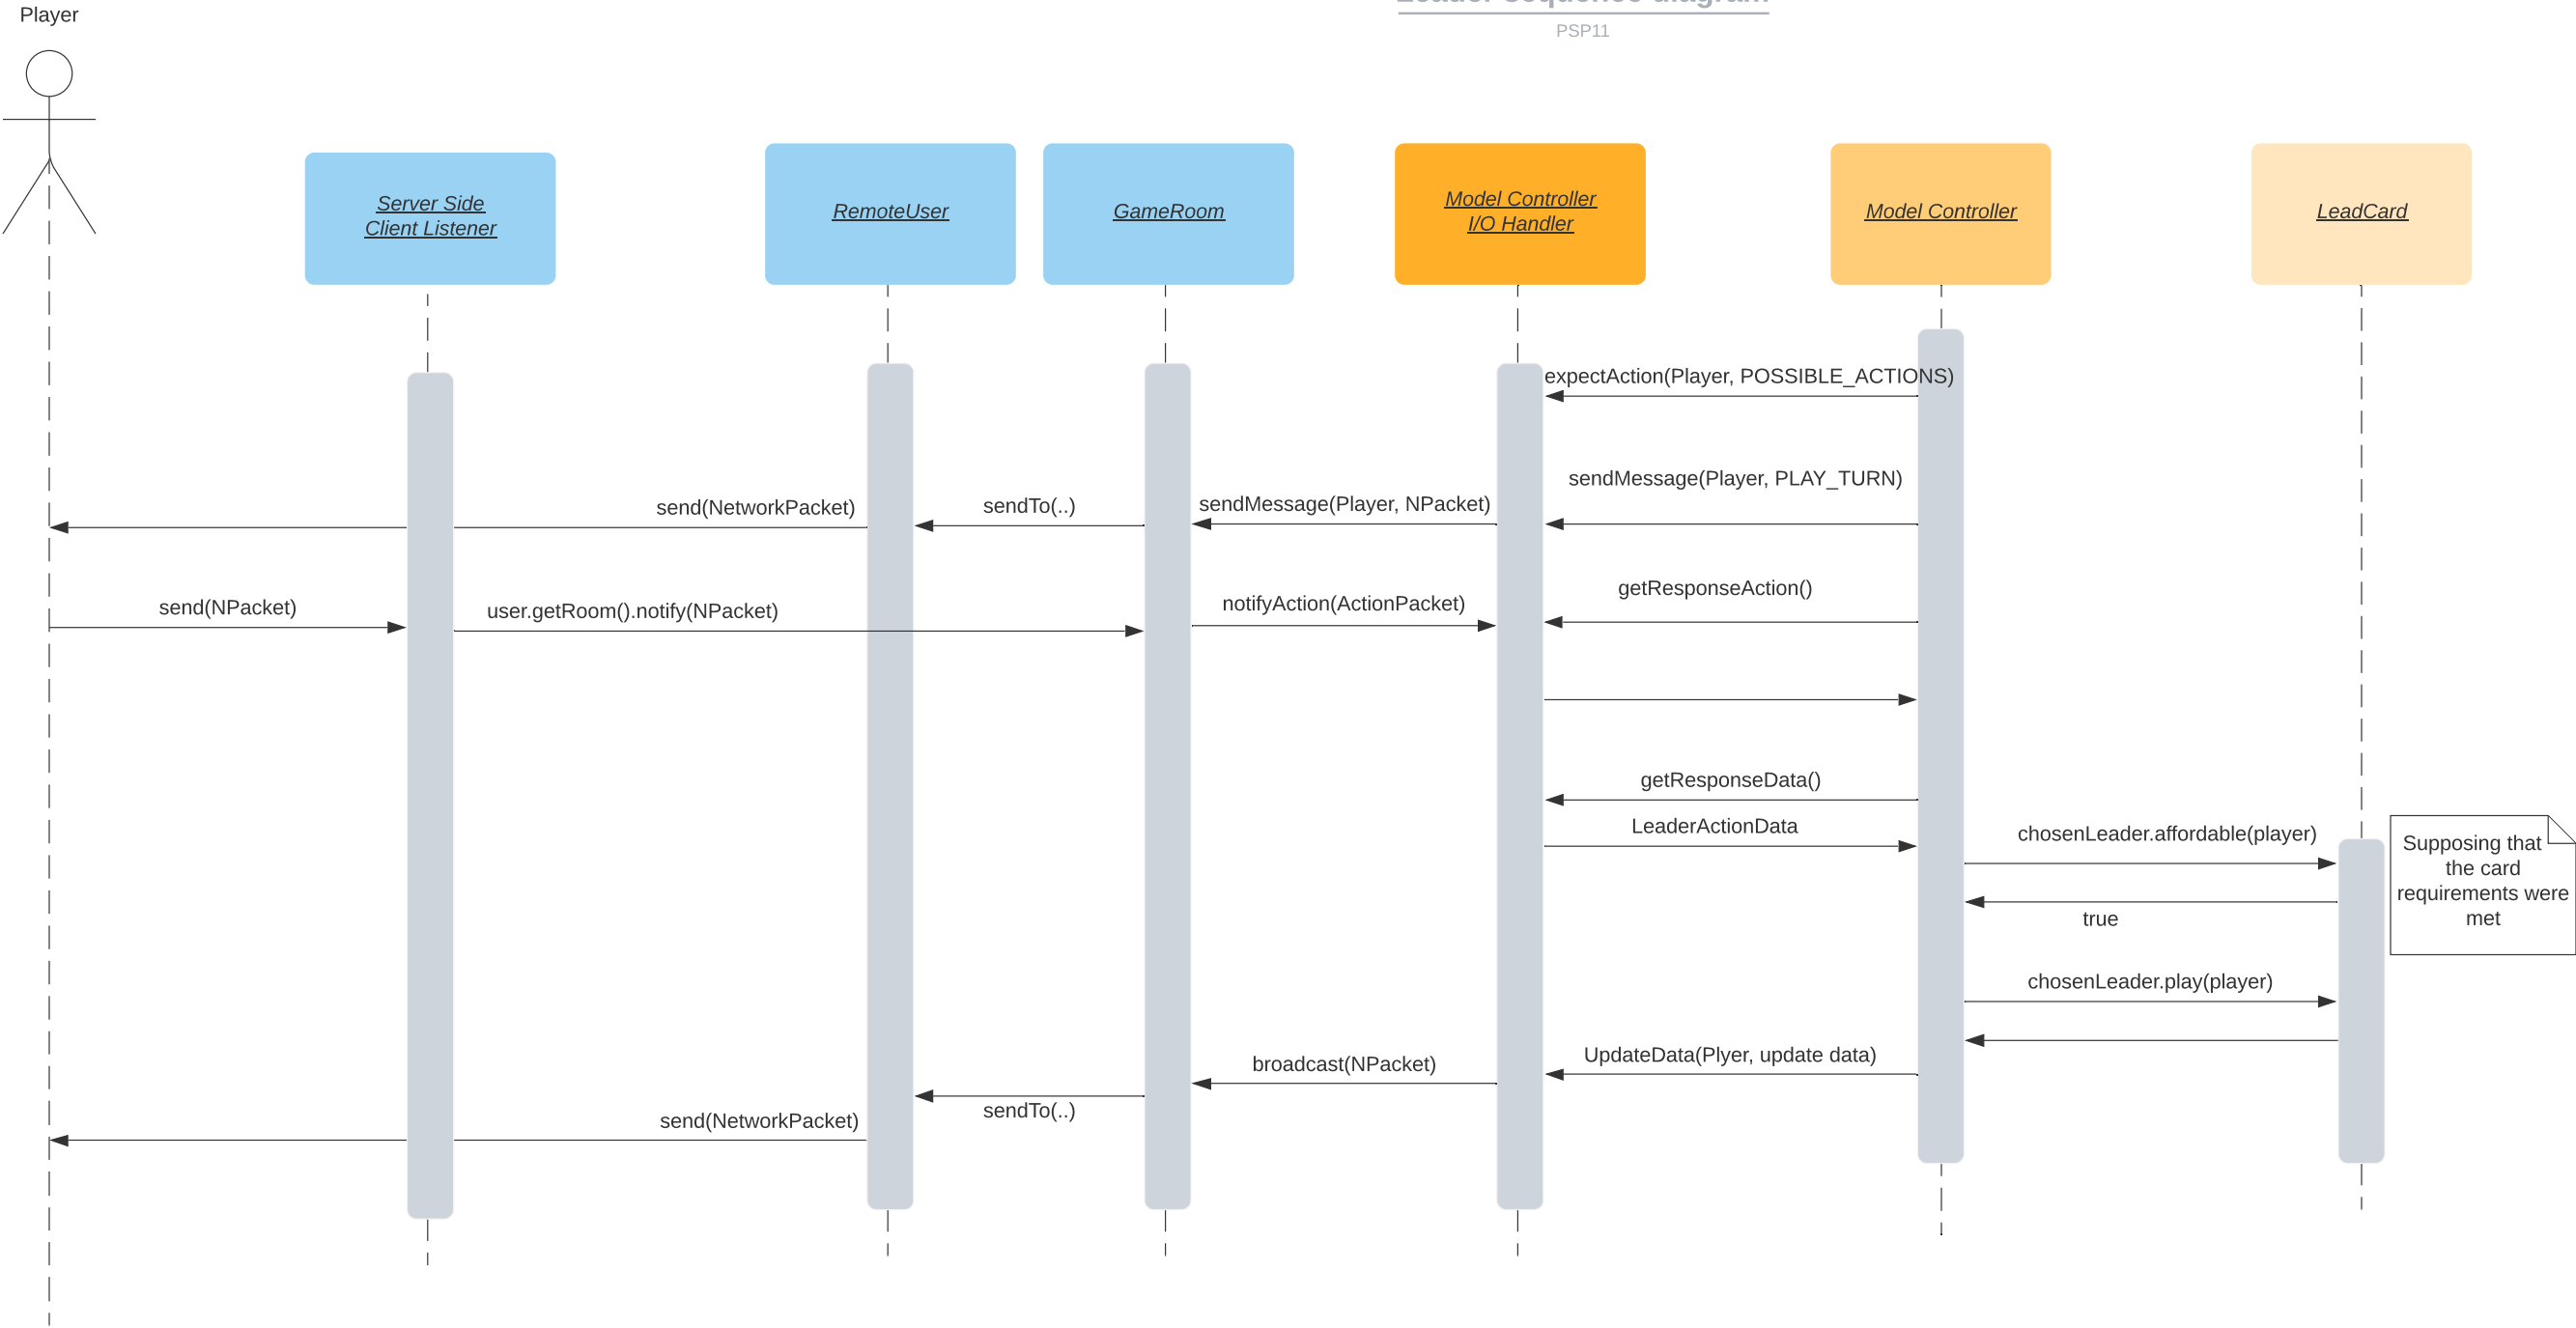 Player
Leader sequence diagram
PSP11
Server Side
Client Listener
RemoteUser
GameRoom
Model Controller
I/O Handler
Model Controller
LeadCard
expectAction(Player, POSSIBLE_ACTIONS)
sendMessage(Player, PLAY_TURN)
sendMessage(Player, NPacket)
sendTo(..)
send(NetworkPacket)
send(NPacket)
user.getRoom().notify(NPacket)
notifyAction(ActionPacket)
getResponseAction()
getResponseData()
LeaderActionData
chosenLeader.affordable(player)
Supposing that
the card
requirements were
met
true
chosenLeader.play(player)
UpdateData(Plyer, update data)
broadcast(NPacket)
sendTo(..)
send(NetworkPacket)